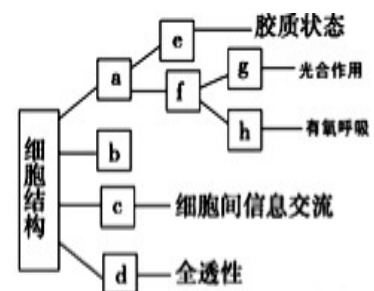 e 胶质状态
a
f
g 光合作用
h 有氧呼吸
细胞结构
b
c 细胞间信息交流
d 全透性